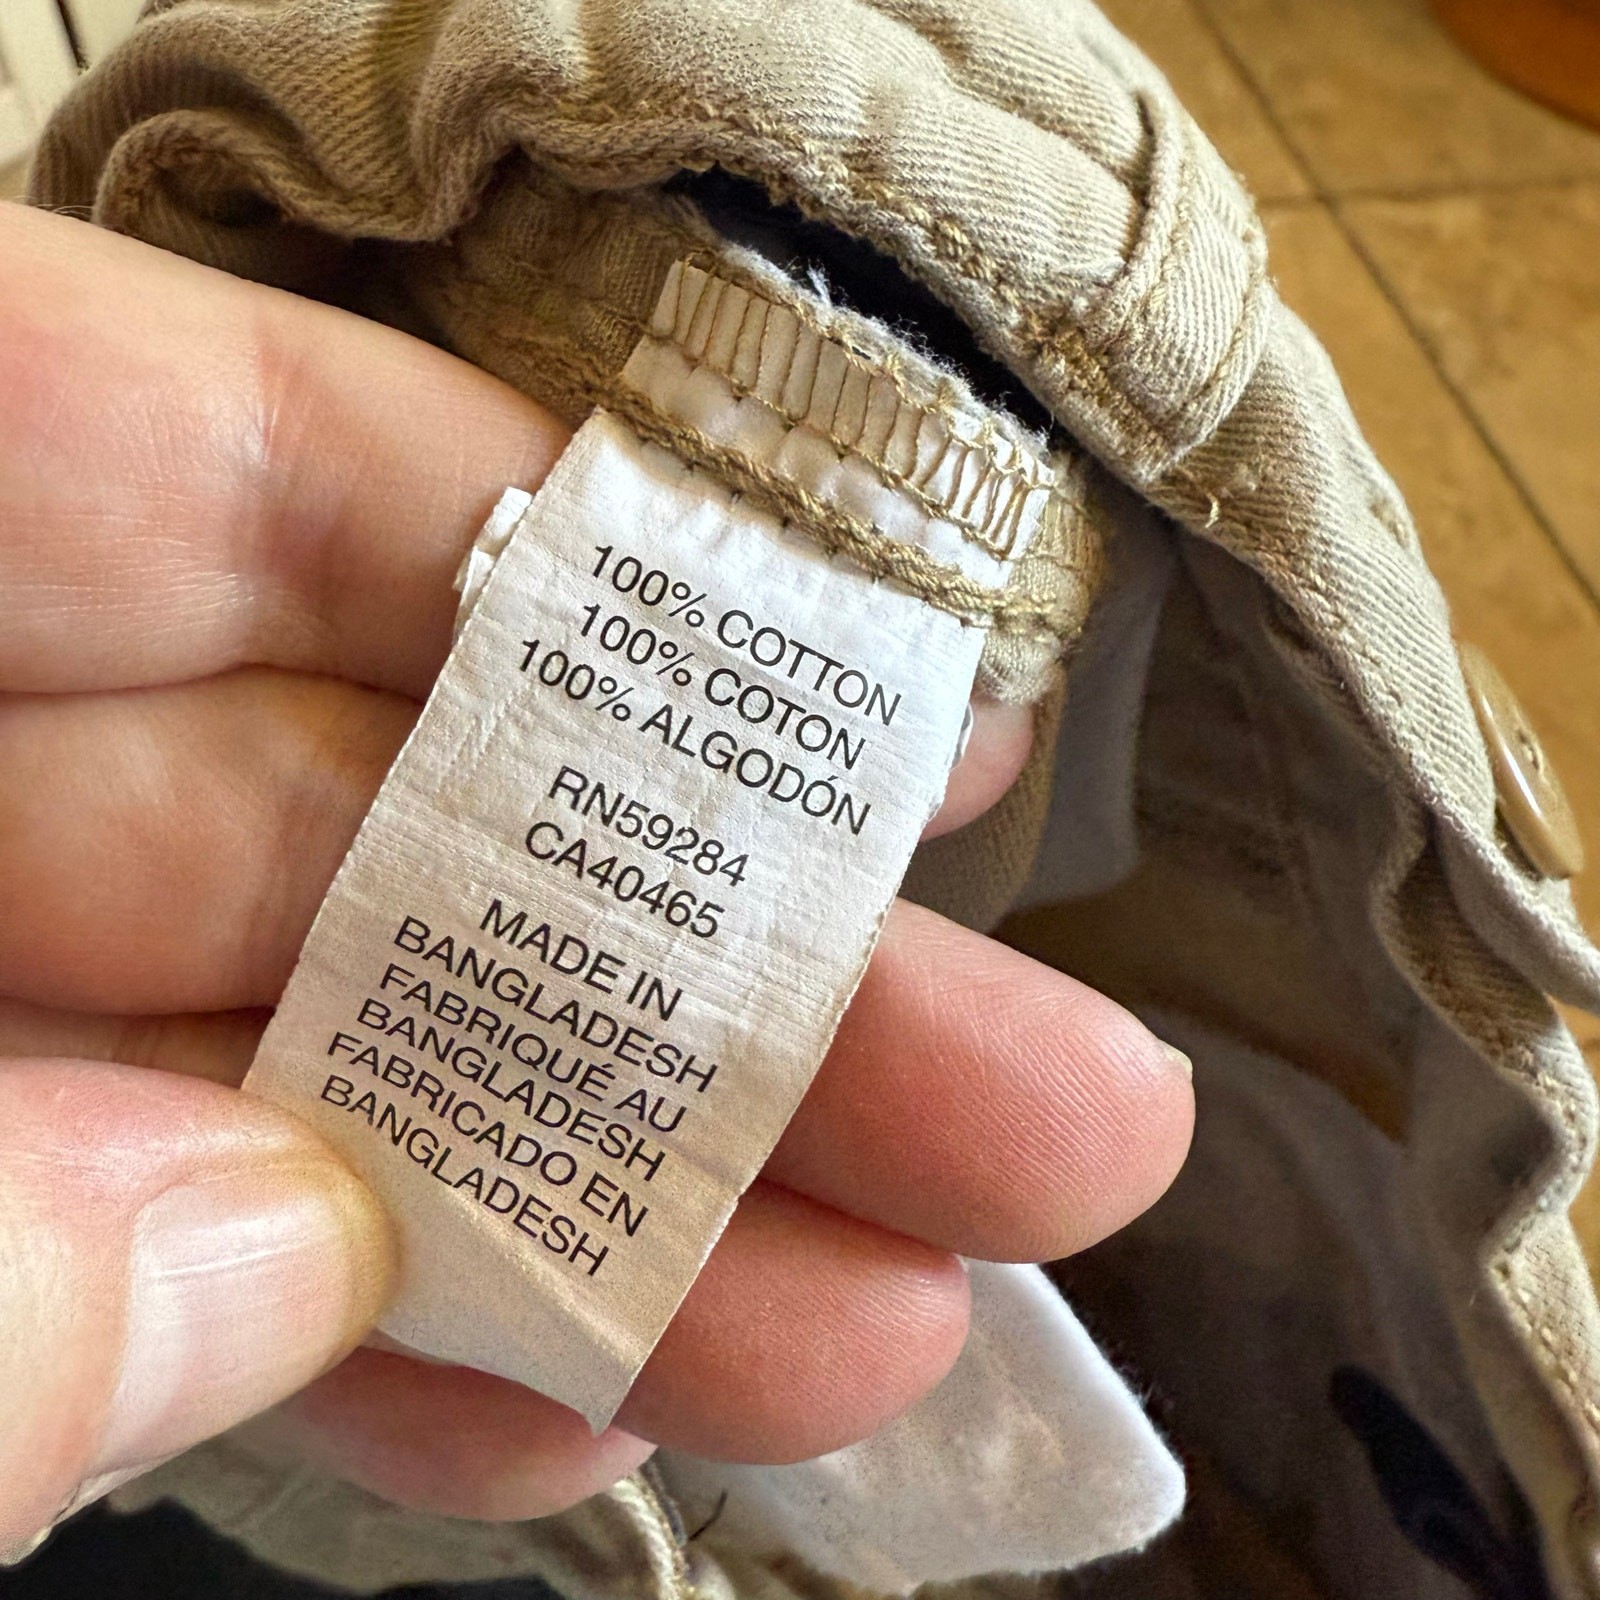 100% COTTON
100% COTON
100% ALGODÓN
RN59284
CA40465
MADE IN
BANGLADESH
FABRIQUÉ AU
BANGLADESH
FABRICADO EN
BANGLADESH